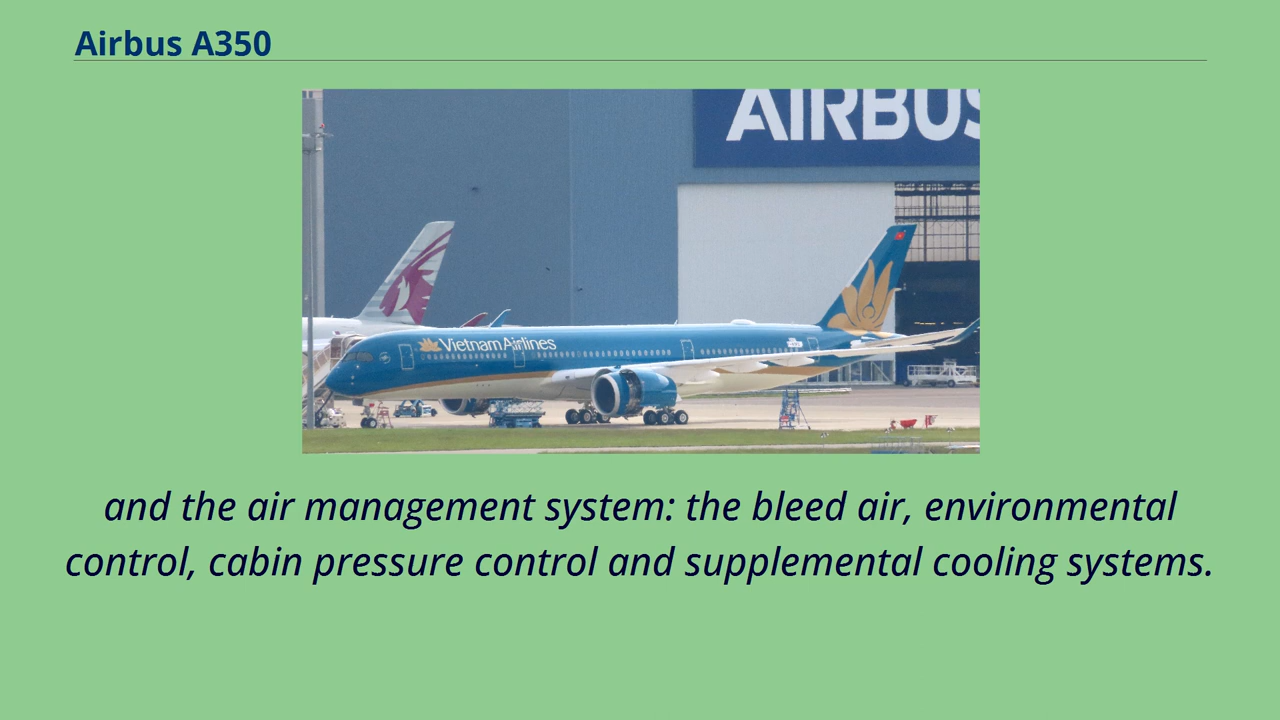 Airbus A350
AIRBUS
Vietnam Airlines
and the air management system: the bleed air, environmental
control, cabin pressure control and supplemental cooling systems.